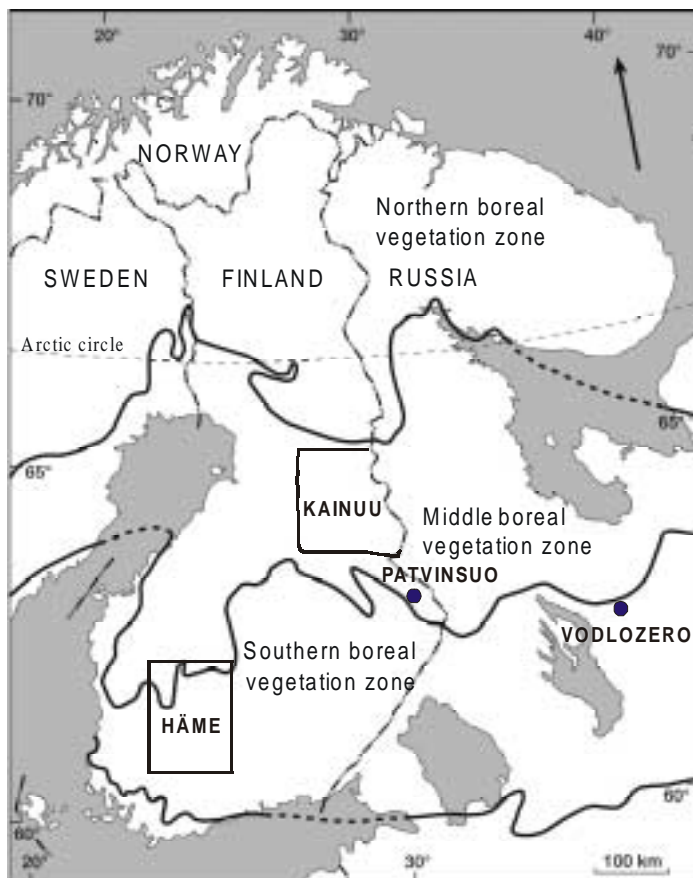 20°
30°
40°
70°
70°
NORWAY
Northern boreal
vegetation zone
SWEDEN
FINLAND
RUSSIA
Arctic circle
65°
65°
KAINUU
Middle boreal
vegetation zone
PATVINSUO
VODLOZERO
Southern boreal
vegetation zone
HÄME
60°
60°
20°
30°
100 km